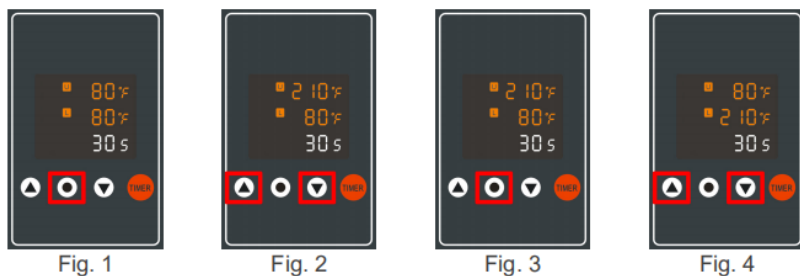 U 80°F
L 80°F
30s
TIMER
Fig. 1
U 210°F
L 80°F
30s
TIMER
Fig. 2
U 210°F
L 80°F
30s
TIMER
Fig. 3
U 80°F
L 210°F
30s
TIMER
Fig. 4